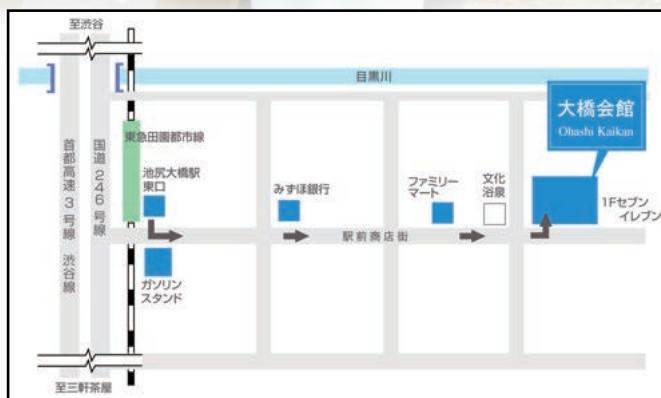 至渋谷
目黒川
大橋会館
Ohashi Kaikan
東急田園都市線
首都高速3号線 渋谷線
国道246号線
池尻大橋駅
東口
みずほ銀行
ファミリー
マート
文化
浴泉
1Fセブン
イレブン
駅前商店街
ガソリン
スタンド
至三軒茶屋